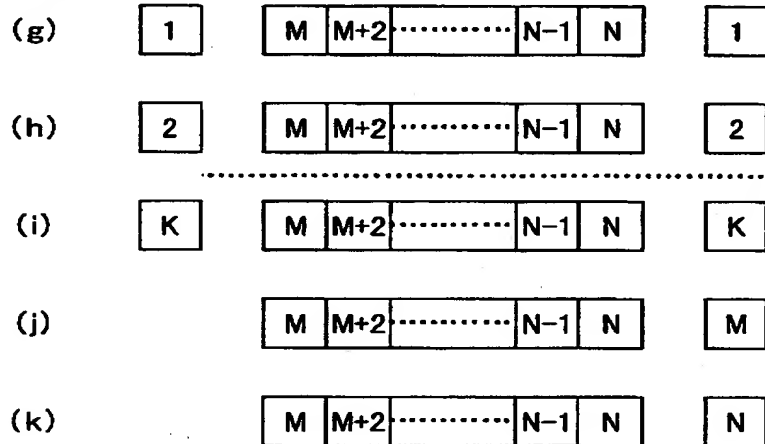 (g) 1 M M+2 N−1 N 1
(h) 2 M M+2 N−1 N 2
(i) K M M+2 N−1 N K
(j) M M+2 N−1 N M
(k) M M+2 N−1 N N